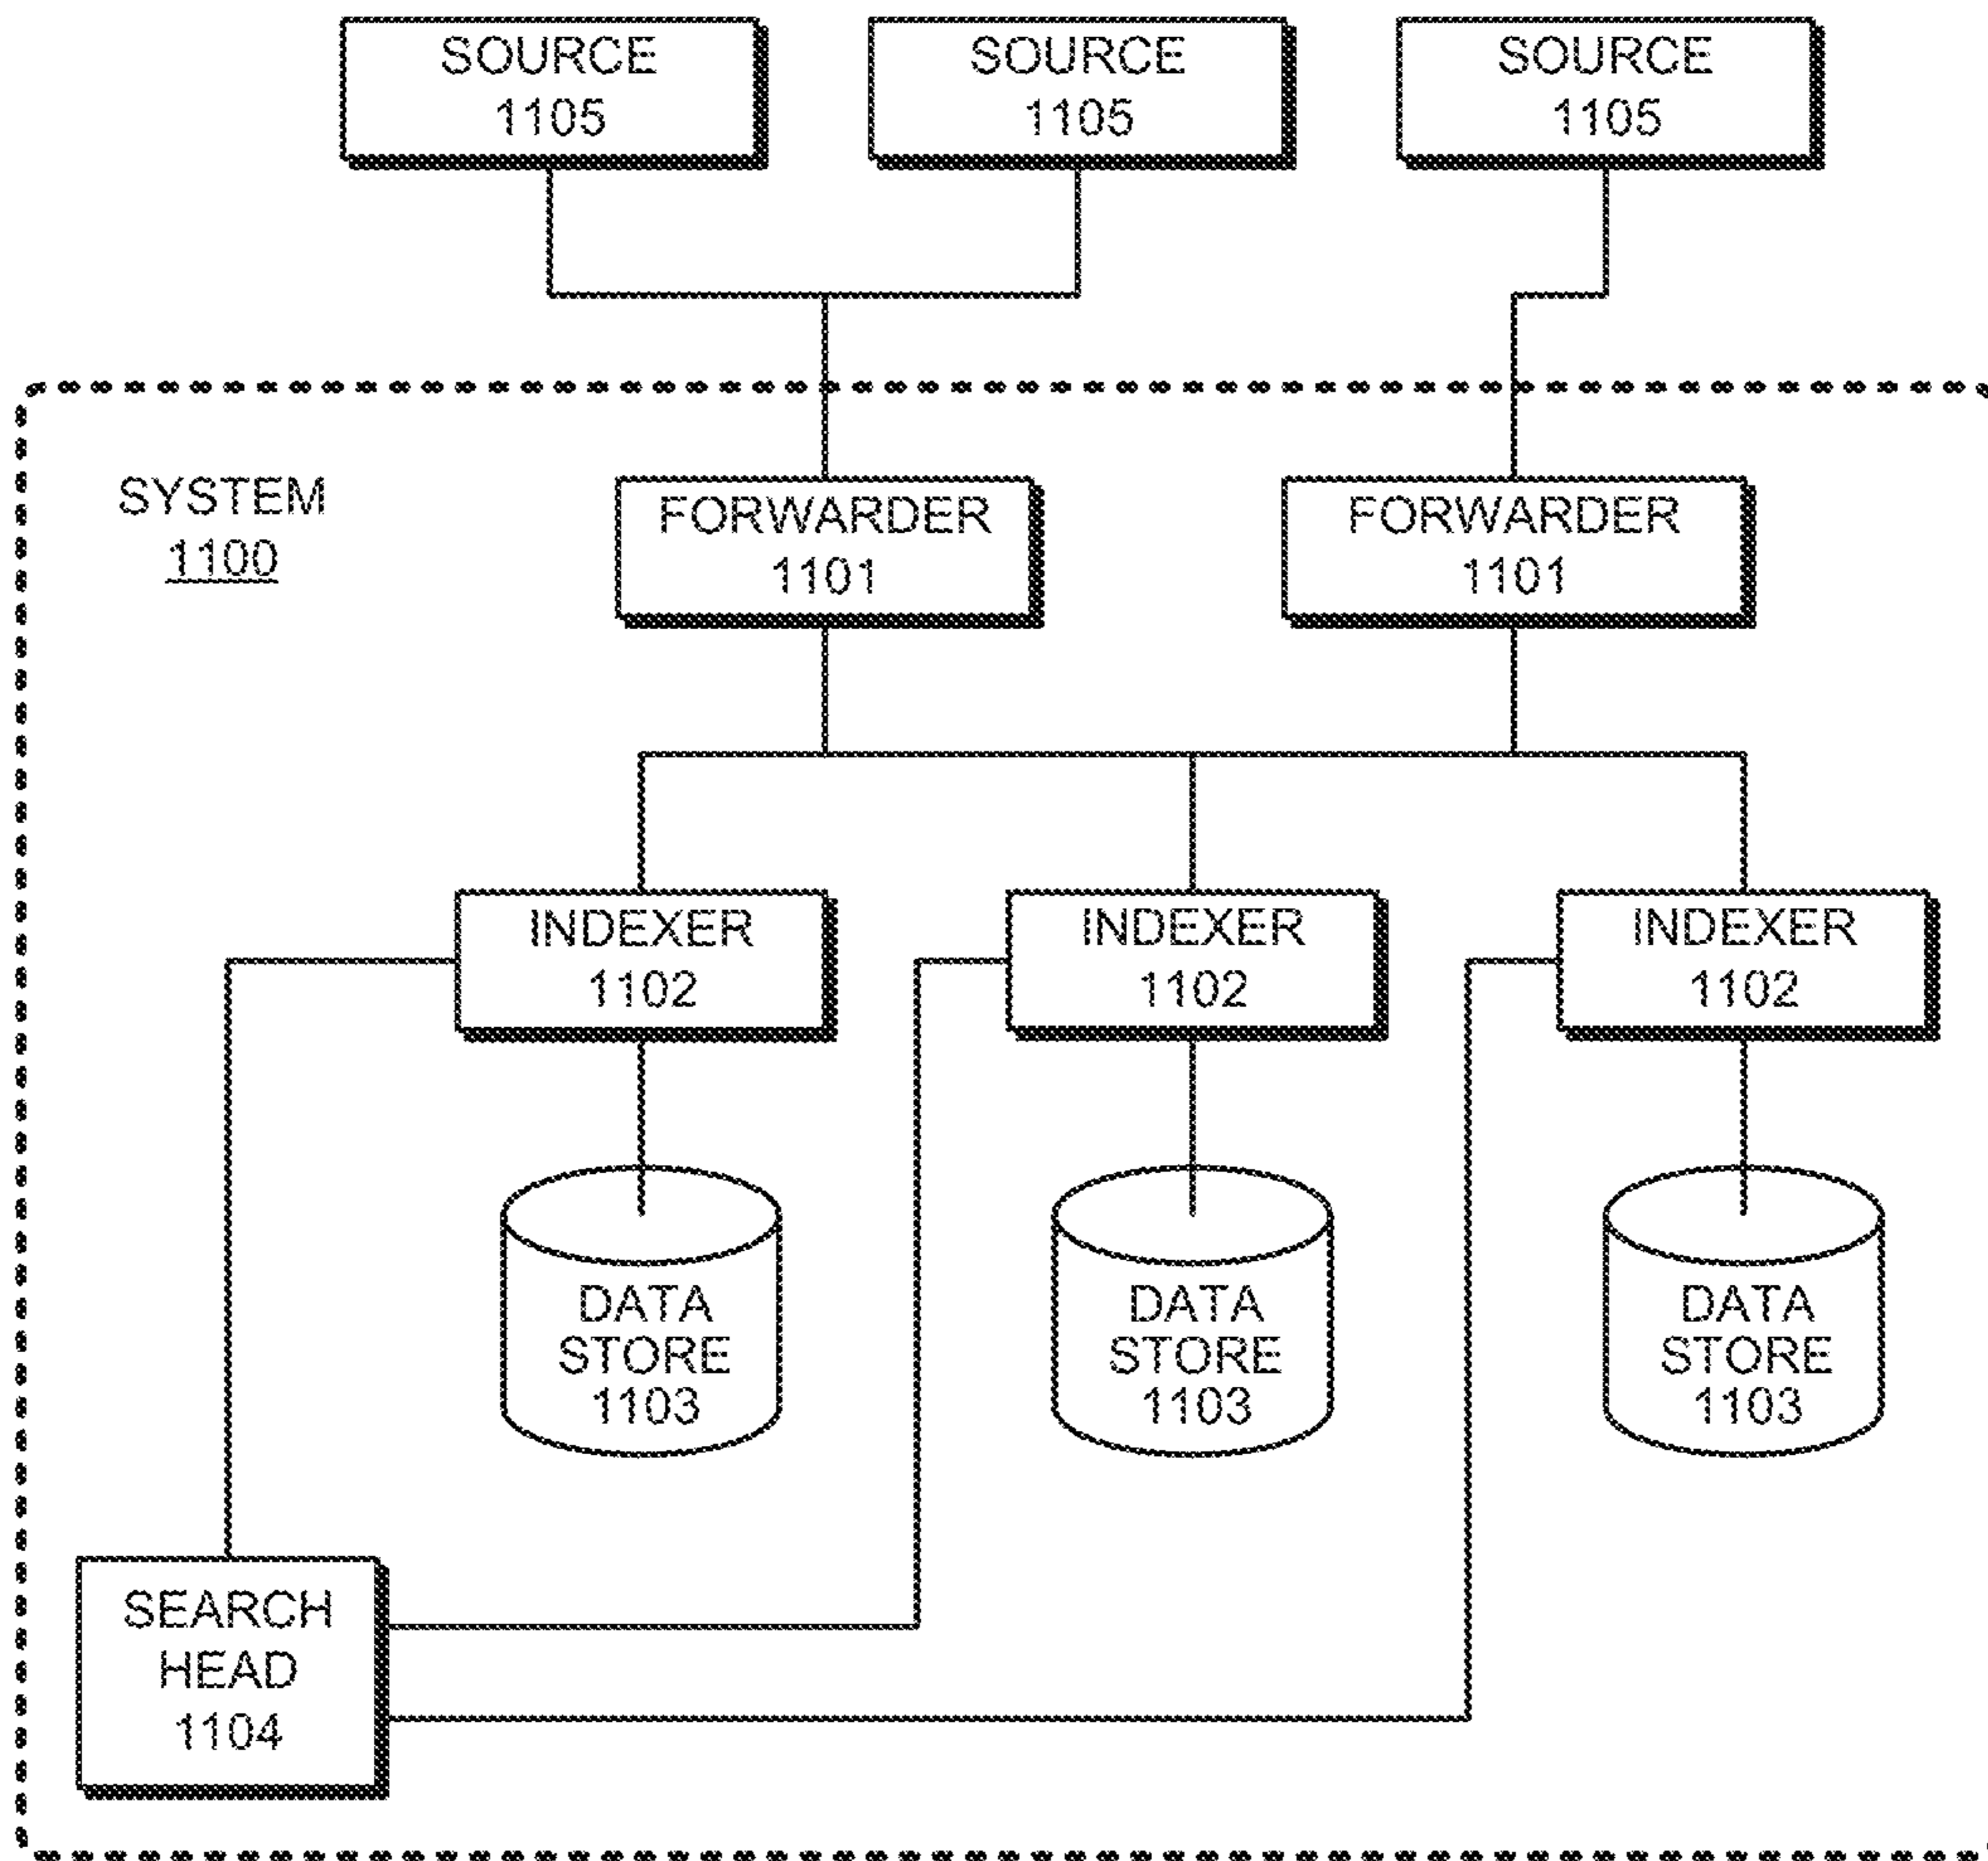 SOURCE
1105
SOURCE
1105
SOURCE
1105
SYSTEM
1100
FORWARDER
1101
FORWARDER
1101
INDEXER
1102
INDEXER
1102
INDEXER
1102
DATA
STORE
1103
DATA
STORE
1103
DATA
STORE
1103
SEARCH
HEAD
1104